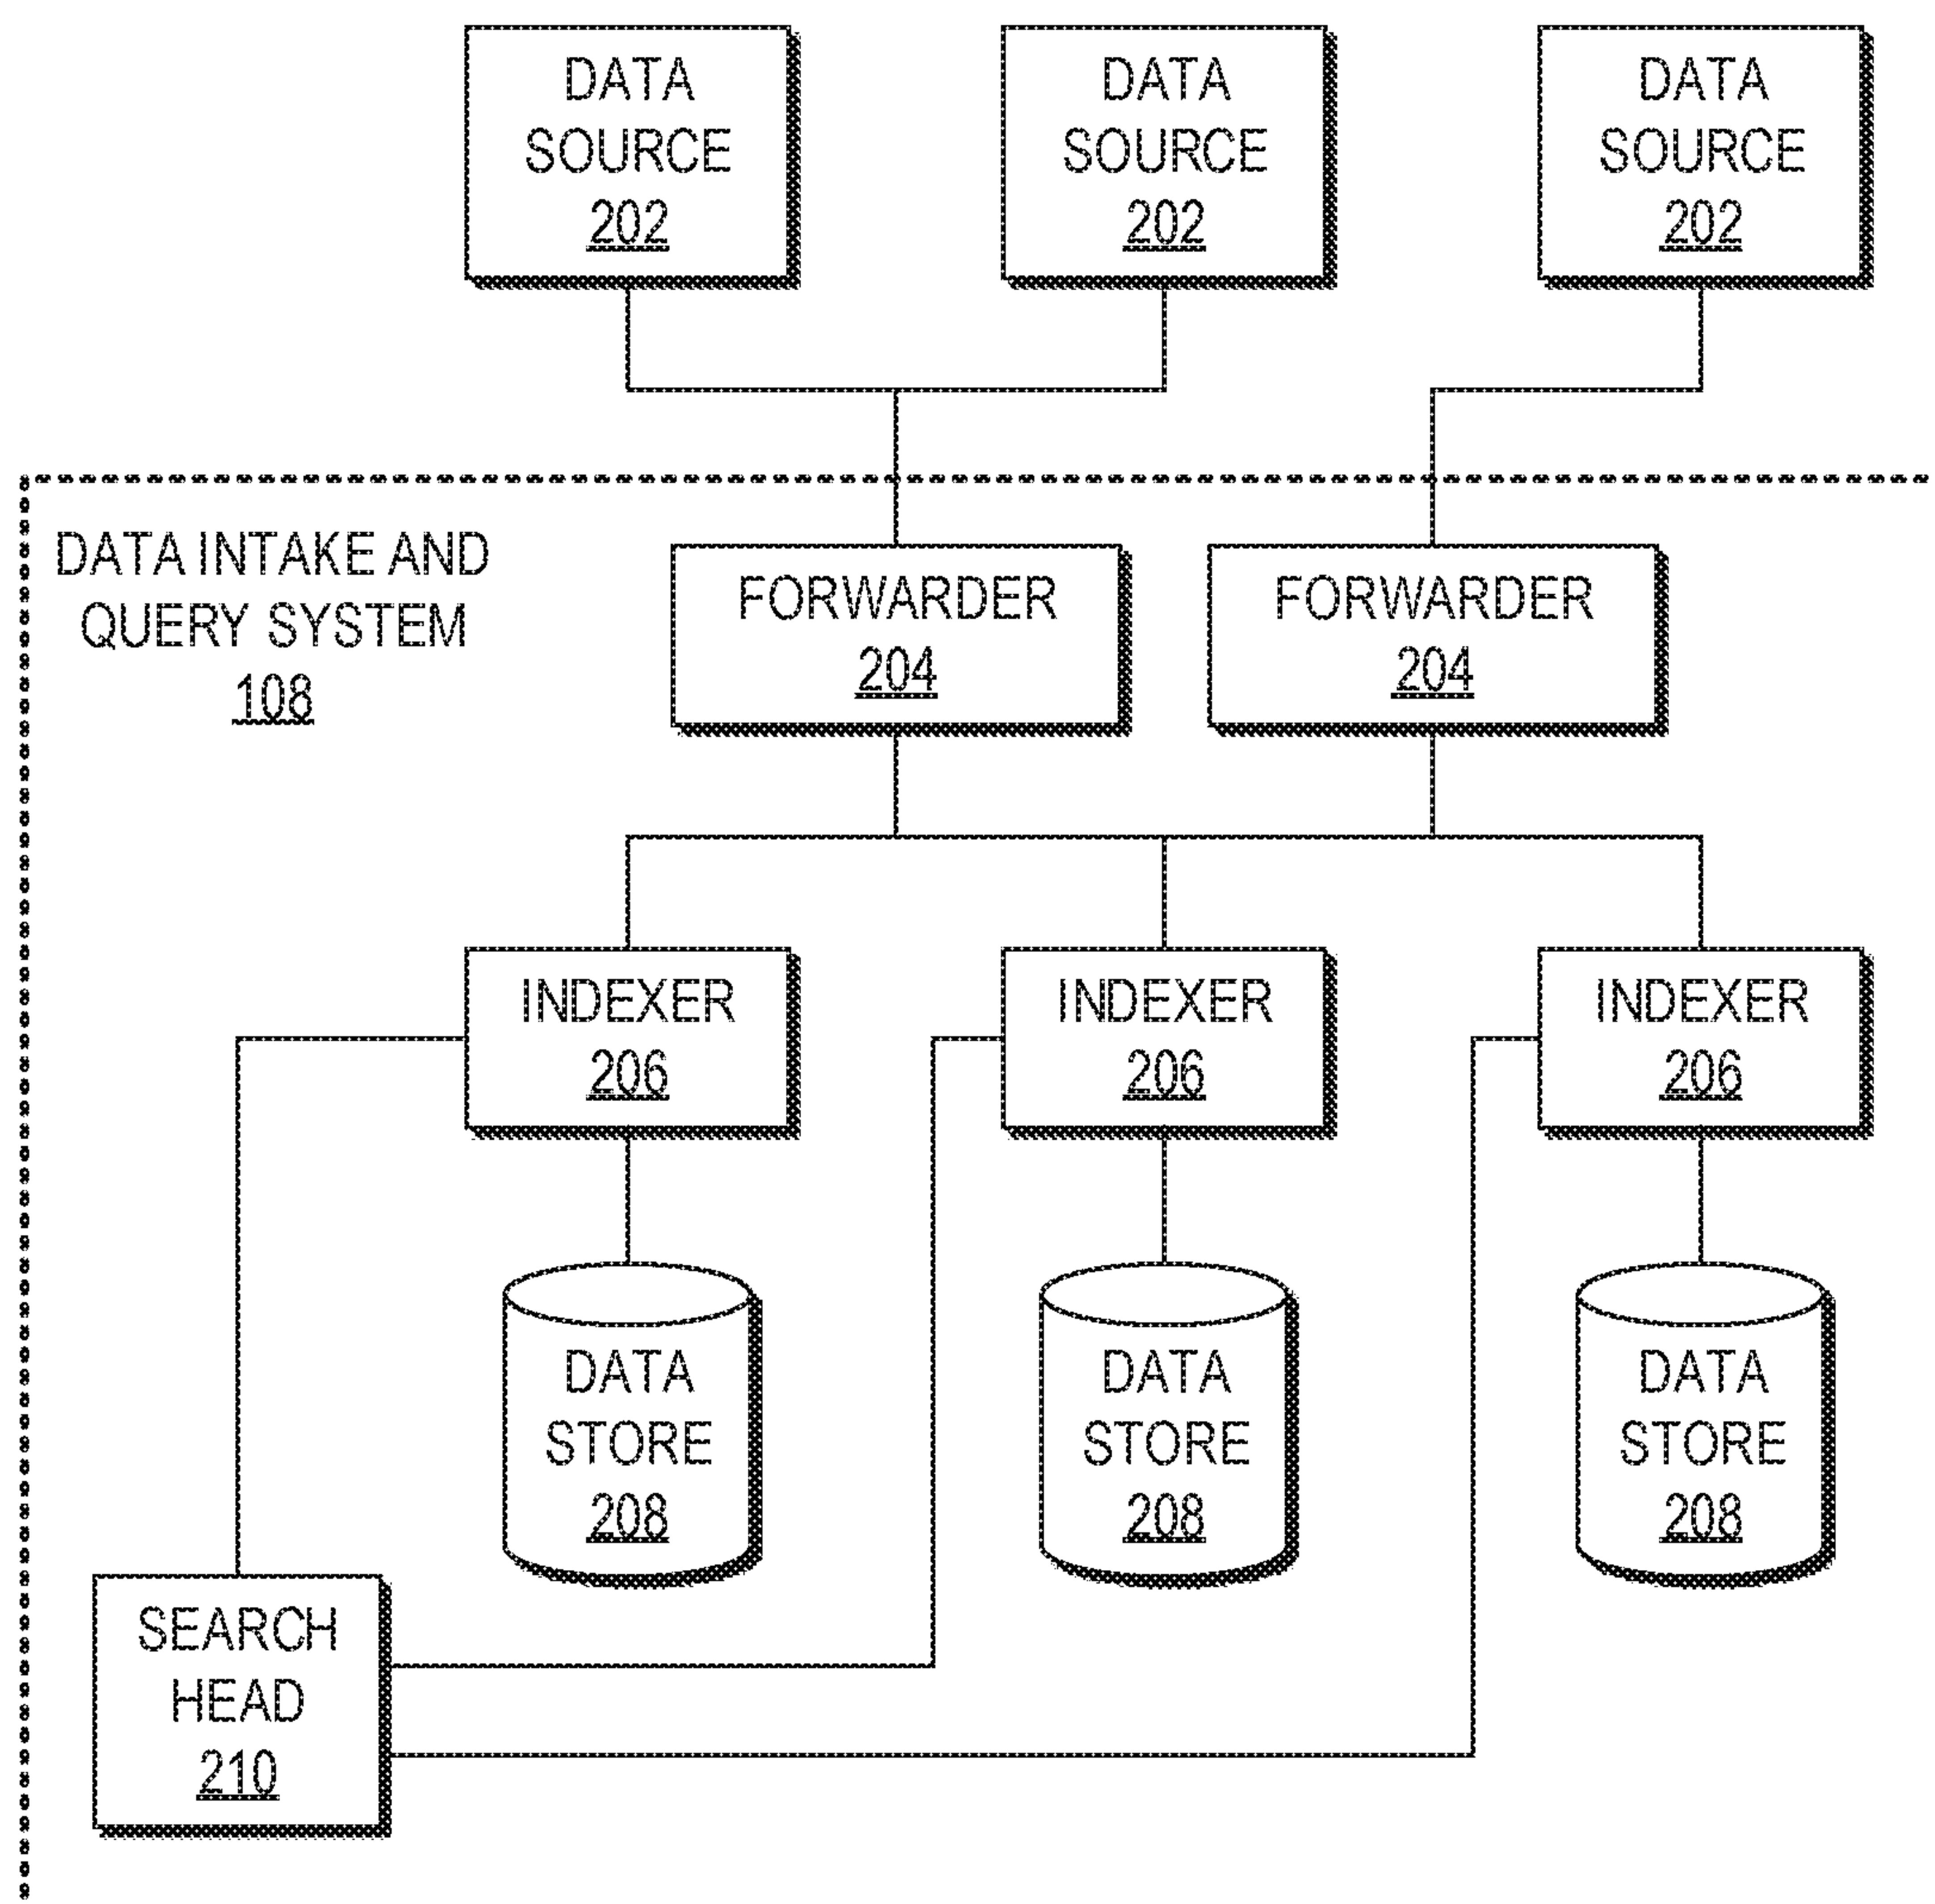 DATA
SOURCE
202
DATA
SOURCE
202
DATA
SOURCE
202
DATA INTAKE AND
QUERY SYSTEM
108
FORWARDER
204
FORWARDER
204
INDEXER
206
INDEXER
206
INDEXER
206
DATA
STORE
208
DATA
STORE
208
DATA
STORE
208
SEARCH
HEAD
210